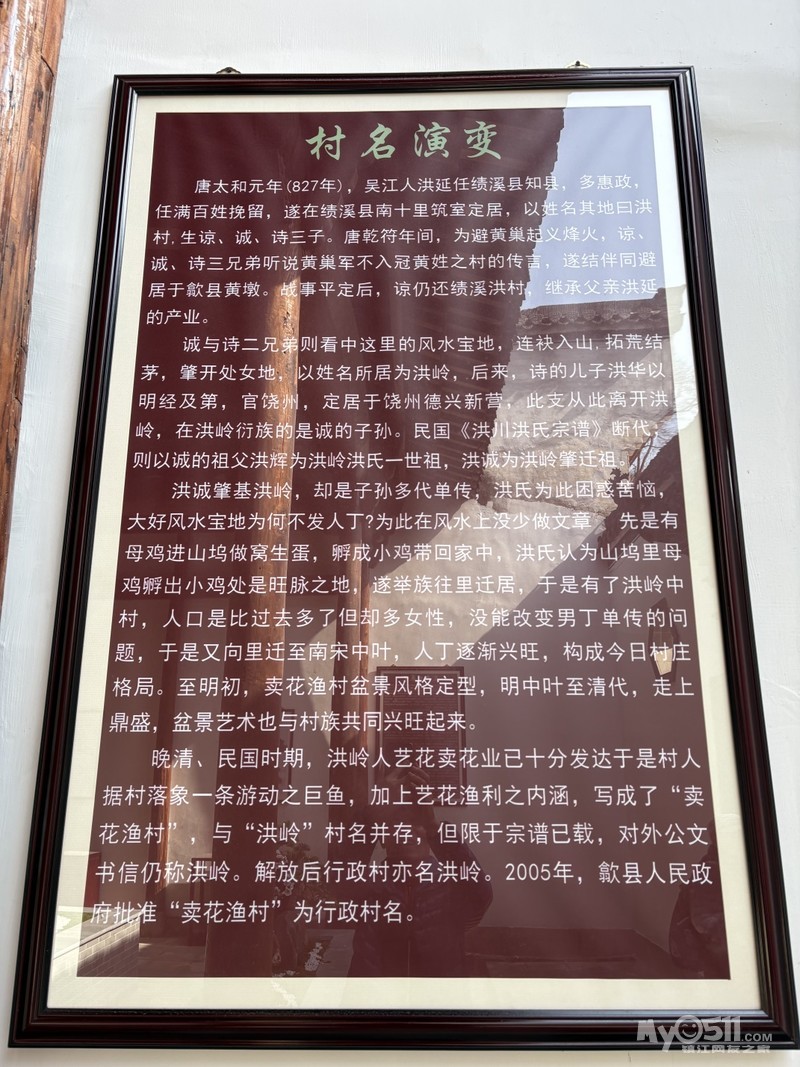 村名演变
唐太和元年(827年)，吴江人洪延任绩溪县知县，多惠政，
任满百姓挽留，遂在绩溪县南十里筑室定居，以姓名其地曰洪
村,生谅、诚、诗三子。唐乾符年间，为避黄巢起义烽火，谅、
诚、诗三兄弟听说黄巢军不入冠黄姓之村的传言，遂结伴同避
居于歙县黄墩。战事平定后，谅仍还绩溪洪村，继承父亲洪延
的产业。
诚与诗二兄弟则看中这里的风水宝地，连袂入山,拓荒结
茅，肇开处女地，以姓名所居为洪岭，后来，诗的儿子洪华以
明经及第，官饶州，定居于饶州德兴新营，此支从此离开洪
岭，在洪岭衍族的是诚的子孙。民国《洪川洪氏宗谱》断代；
则以诚的祖父洪辉为洪岭洪氏一世祖，洪诚为洪岭肇迁祖。
洪诚肇基洪岭，却是子孙多代单传，洪氏为此困惑苦恼，
大好风水宝地为何不发人丁?为此在风水上没少做文章，先是有
母鸡进山坞做窝生蛋，孵成小鸡带回家中，洪氏认为山坞里母
鸡孵出小鸡处是旺脉之地，遂举族往里迁居，于是有了洪岭中
村，人口是比过去多了但却多女性，没能改变男丁单传的问
题，于是又向里迁至南宋中叶，人丁逐渐兴旺，构成今日村庄
格局。至明初，卖花渔村盆景风格定型，明中叶至清代，走上
鼎盛，盆景艺术也与村族共同兴旺起来。
晚清、民国时期，洪岭人艺花卖花业已十分发达于是村人
据村落象一条游动之巨鱼，加上艺花渔利之内涵，写成了“卖
花渔村”，与“洪岭”村名并存，但限于宗谱已载，对外公文
书信仍称洪岭。解放后行政村亦名洪岭。2005年，歙县人民政
府批准“卖花渔村”为行政村名。
My0511.COM
镇江网友之家